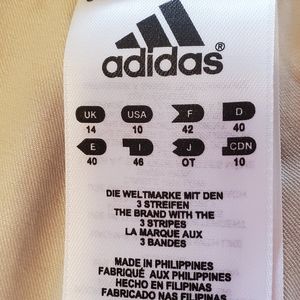 adidas®
UK USA F D
14 10 42 40
E I J CDN
40 46 OT 10
DIE WELTMARKE MIT DEN
3 STREIFEN
THE BRAND WITH THE
3 STRIPES
LA MARQUE AUX
3 BANDES
MADE IN PHILIPPINES
FABRIQUÉ AUX PHILIPPINES
HECHO EN FILIPINAS
FABRICADO NAS FILIPINAS